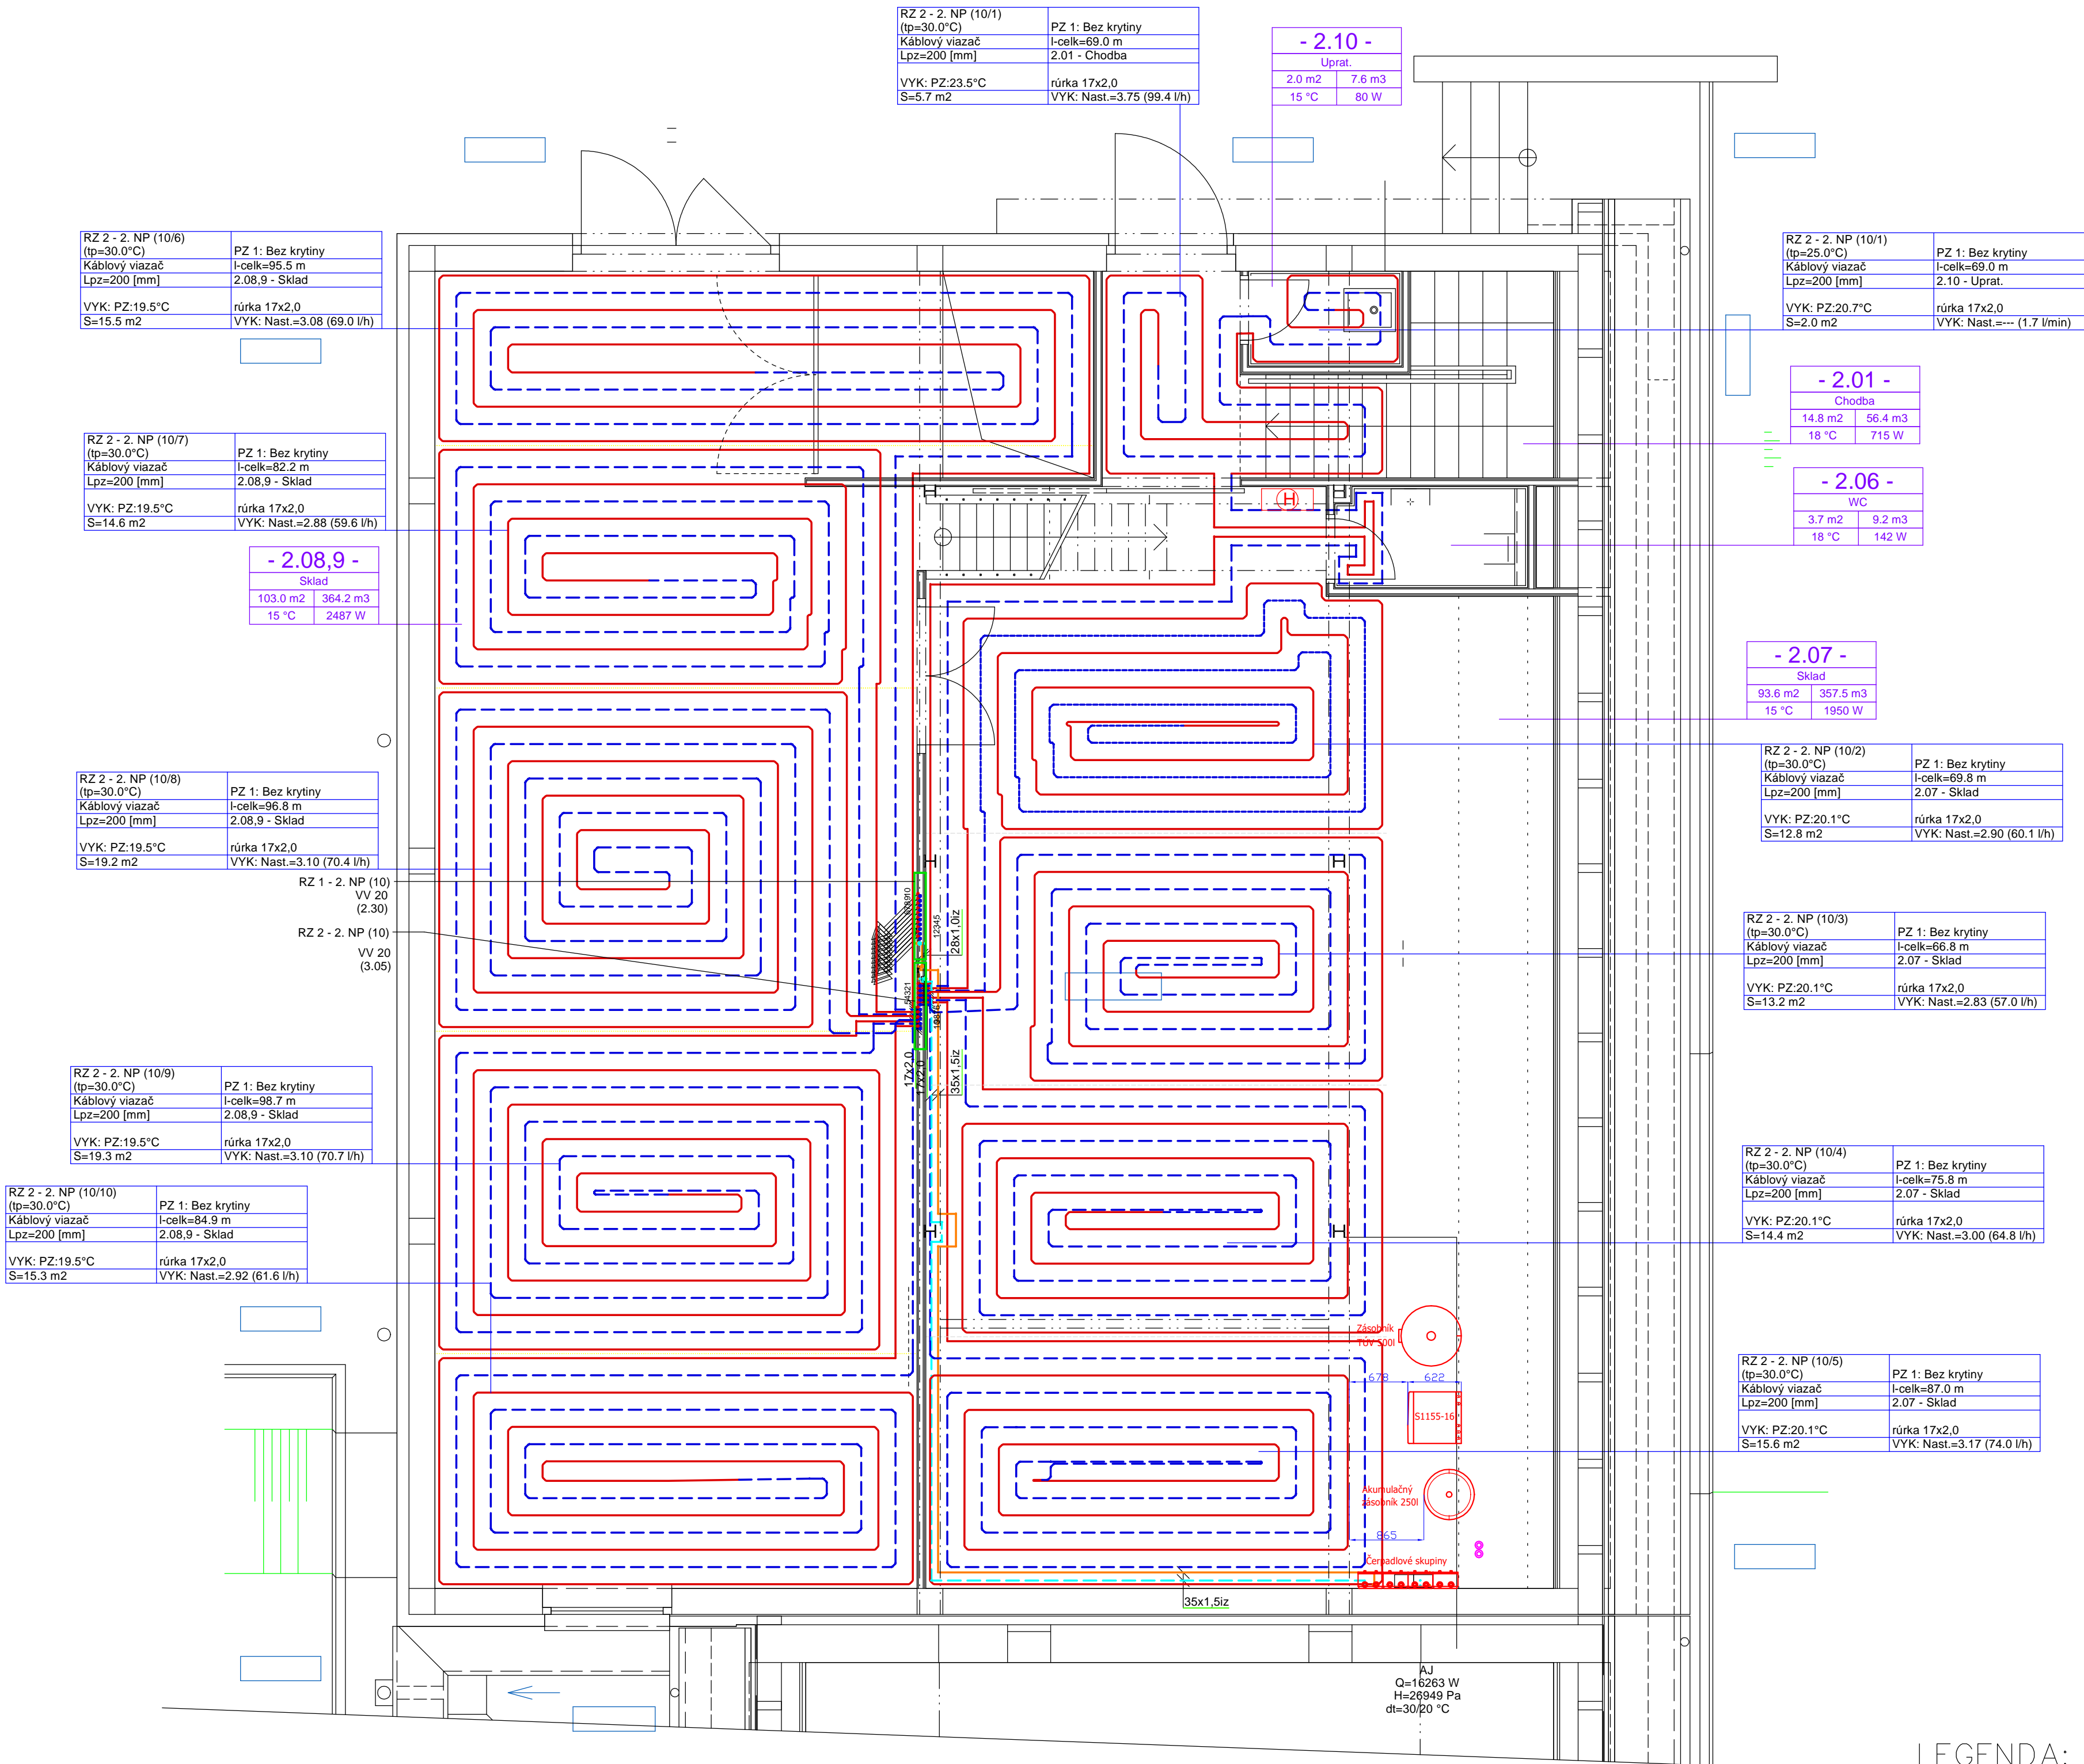 RZ 2 - 2. NP (10/1)
(tp=30.0°C) PZ 1: Bez krytiny
Káblový viazač l-celk=69.0 m
Lpz=200 [mm] 2.01 - Chodba
VYK: PZ:23.5°C rúrka 17x2,0
S=5.7 m2 VYK: Nast.=3.75 (99.4 l/h)
- 2.10 -
Uprat.
2.0 m2 7.6 m3
15 °C 80 W
RZ 2 - 2. NP (10/6)
(tp=30.0°C) PZ 1: Bez krytiny
Káblový viazač l-celk=95.5 m
Lpz=200 [mm] 2.08,9 - Sklad
VYK: PZ:19.5°C rúrka 17x2,0
S=15.5 m2 VYK: Nast.=3.08 (69.0 l/h)
RZ 2 - 2. NP (10/1)
(tp=25.0°C) PZ 1: Bez krytiny
Káblový viazač l-celk=69.0 m
Lpz=200 [mm] 2.10 - Uprat.
VYK: PZ:20.7°C rúrka 17x2,0
S=2.0 m2 VYK: Nast.=--- (1.7 l/min)
- 2.01 -
Chodba
14.8 m2 56.4 m3
18 °C 715 W
RZ 2 - 2. NP (10/7)
(tp=30.0°C) PZ 1: Bez krytiny
Káblový viazač l-celk=82.2 m
Lpz=200 [mm] 2.08,9 - Sklad
VYK: PZ:19.5°C rúrka 17x2,0
S=14.6 m2 VYK: Nast.=2.88 (59.6 l/h)
- 2.06 -
WC
3.7 m2 9.2 m3
18 °C 142 W
H
- 2.08,9 -
Sklad
103.0 m2 364.2 m3
15 °C 2487 W
- 2.07 -
Sklad
93.6 m2 357.5 m3
15 °C 1950 W
RZ 2 - 2. NP (10/2)
(tp=30.0°C) PZ 1: Bez krytiny
Káblový viazač l-celk=69.8 m
Lpz=200 [mm] 2.07 - Sklad
VYK: PZ:20.1°C rúrka 17x2,0
S=12.8 m2 VYK: Nast.=2.90 (60.1 l/h)
RZ 2 - 2. NP (10/8)
(tp=30.0°C) PZ 1: Bez krytiny
Káblový viazač l-celk=96.8 m
Lpz=200 [mm] 2.08,9 - Sklad
VYK: PZ:19.5°C rúrka 17x2,0
S=19.2 m2 VYK: Nast.=3.10 (70.4 l/h)
RZ 1 - 2. NP (10)
VV 20
(2.30)
RZ 2 - 2. NP (10)
VV 20
(3.05)
12345
28x1,0iz
54321
17x2,0
17x2,0
35x1,5iz
RZ 2 - 2. NP (10/3)
(tp=30.0°C) PZ 1: Bez krytiny
Káblový viazač l-celk=66.8 m
Lpz=200 [mm] 2.07 - Sklad
VYK: PZ:20.1°C rúrka 17x2,0
S=13.2 m2 VYK: Nast.=2.83 (57.0 l/h)
RZ 2 - 2. NP (10/9)
(tp=30.0°C) PZ 1: Bez krytiny
Káblový viazač l-celk=98.7 m
Lpz=200 [mm] 2.08,9 - Sklad
VYK: PZ:19.5°C rúrka 17x2,0
S=19.3 m2 VYK: Nast.=3.10 (70.7 l/h)
RZ 2 - 2. NP (10/4)
(tp=30.0°C) PZ 1: Bez krytiny
Káblový viazač l-celk=75.8 m
Lpz=200 [mm] 2.07 - Sklad
VYK: PZ:20.1°C rúrka 17x2,0
S=14.4 m2 VYK: Nast.=3.00 (64.8 l/h)
RZ 2 - 2. NP (10/10)
(tp=30.0°C) PZ 1: Bez krytiny
Káblový viazač l-celk=84.9 m
Lpz=200 [mm] 2.08,9 - Sklad
VYK: PZ:19.5°C rúrka 17x2,0
S=15.3 m2 VYK: Nast.=2.92 (61.6 l/h)
Zásobník
TÚV 500l
678 622
S1155-16
RZ 2 - 2. NP (10/5)
(tp=30.0°C) PZ 1: Bez krytiny
Káblový viazač l-celk=87.0 m
Lpz=200 [mm] 2.07 - Sklad
VYK: PZ:20.1°C rúrka 17x2,0
S=15.6 m2 VYK: Nast.=3.17 (74.0 l/h)
Akumulačný
zásobník 250l
865
Čerpadlové skupiny
35x1,5iz
AJ
Q=16263 W
H=26949 Pa
dt=30/20 °C
LEGENDA: